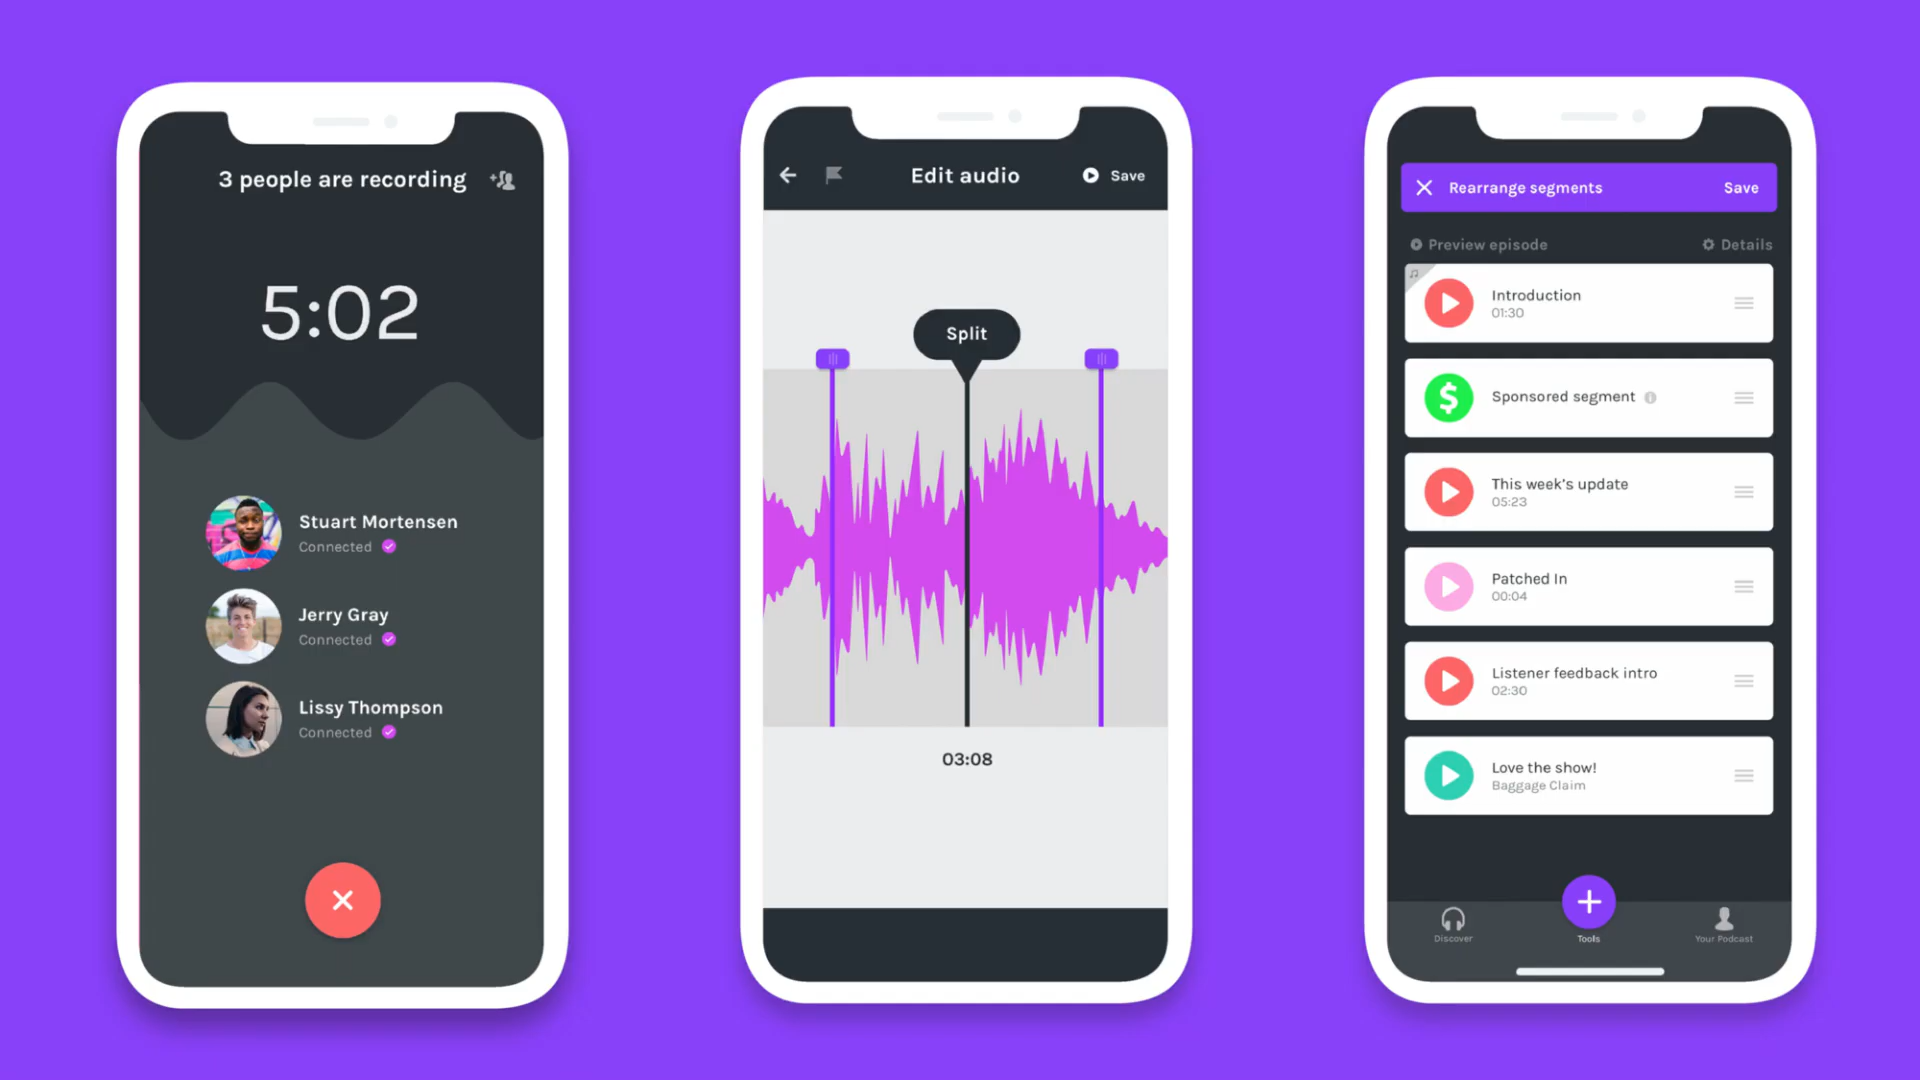 3 people are recording
5:02
Stuart Mortensen
Connected
Jerry Gray
Connected
Lissy Thompson
Connected
Edit audio
Save
Split
03:08
Rearrange segments
Save
Preview episode
Details
Introduction
01:30
$
Sponsored segment
This week's update
05:23
Patched In
00:04
Listener feedback intro
02:30
Love the show!
Baggage Claim
Discover
Tools
Your Podcast